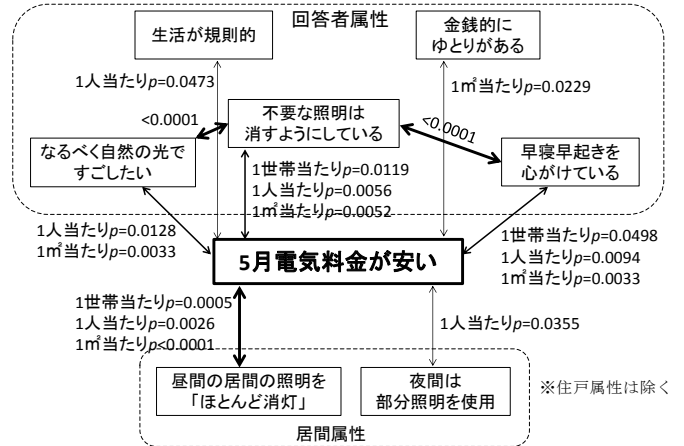 回答者属性
生活が規則的
金銭的に
ゆとりがある
1人当たりp=0.0473
1㎡当たりp=0.0229
<0.0001
不要な照明は
消すようにしている
<0.0001
なるべく自然の光で
すごしたい
早寝早起きを
心がけている
1世帯当たりp=0.0119
1人当たりp=0.0056
1㎡当たりp=0.0052
1人当たりp=0.0128
1㎡当たりp=0.0033
1世帯当たりp=0.0498
1人当たりp=0.0094
1㎡当たりp=0.0033
5月電気料金が安い
1世帯当たりp=0.0005
1人当たりp=0.0026
1㎡当たりp<0.0001
1人当たりp=0.0355
昼間の居間の照明を
「ほとんど消灯」
夜間は
部分照明を使用
※住戸属性は除く
居間属性